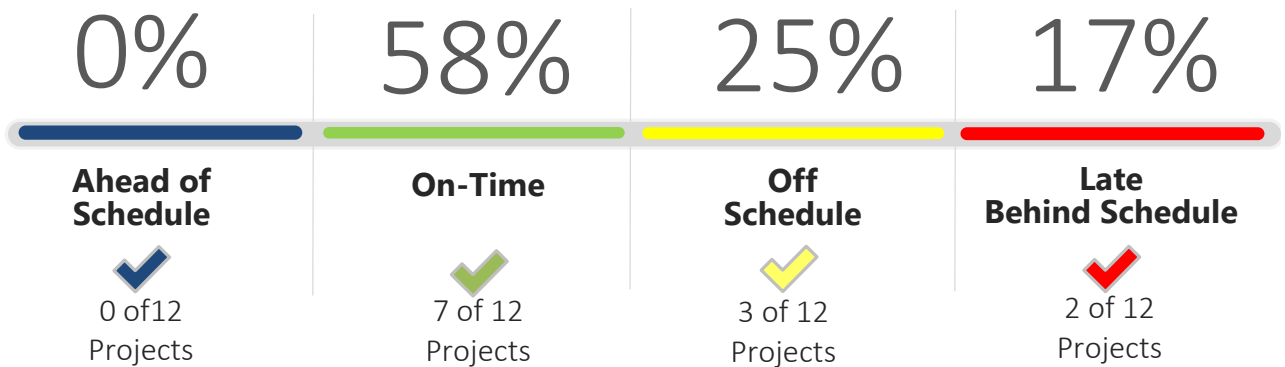 0%
58%
25%
17%
Ahead of
Schedule
On-Time
Off
Schedule
Late
Behind Schedule
0 of12
Projects
7 of 12
Projects
3 of 12
Projects
2 of 12
Projects